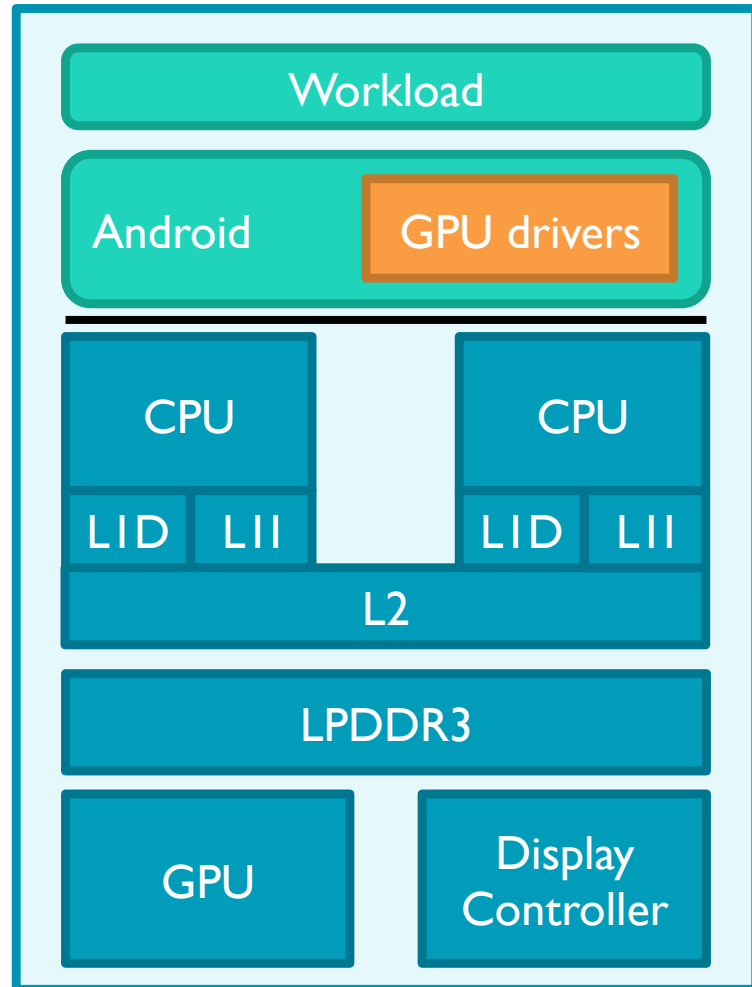 Workload
Android
GPU drivers
CPU
CPU
L1D
L1I
L1D
L1I
L2
LPDDR3
GPU
Display
Controller